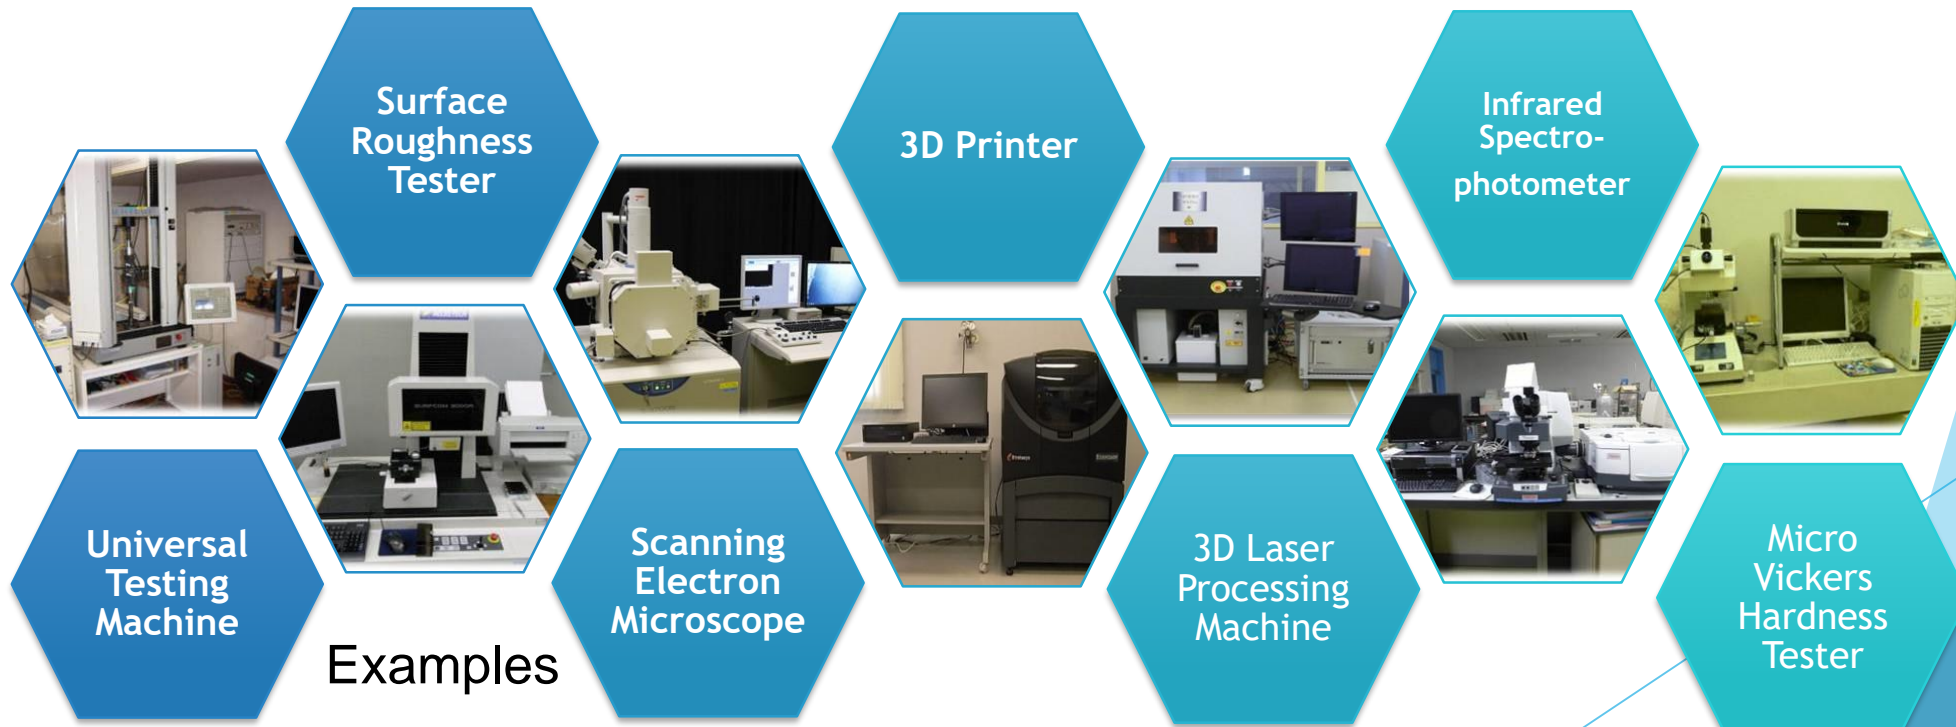 Surface
Roughness
Tester
3D Printer
Infrared
Spectro-
photometer
Universal
Testing
Machine
Examples
Scanning
Electron
Microscope
3D Laser
Processing
Machine
Micro
Vickers
Hardness
Tester